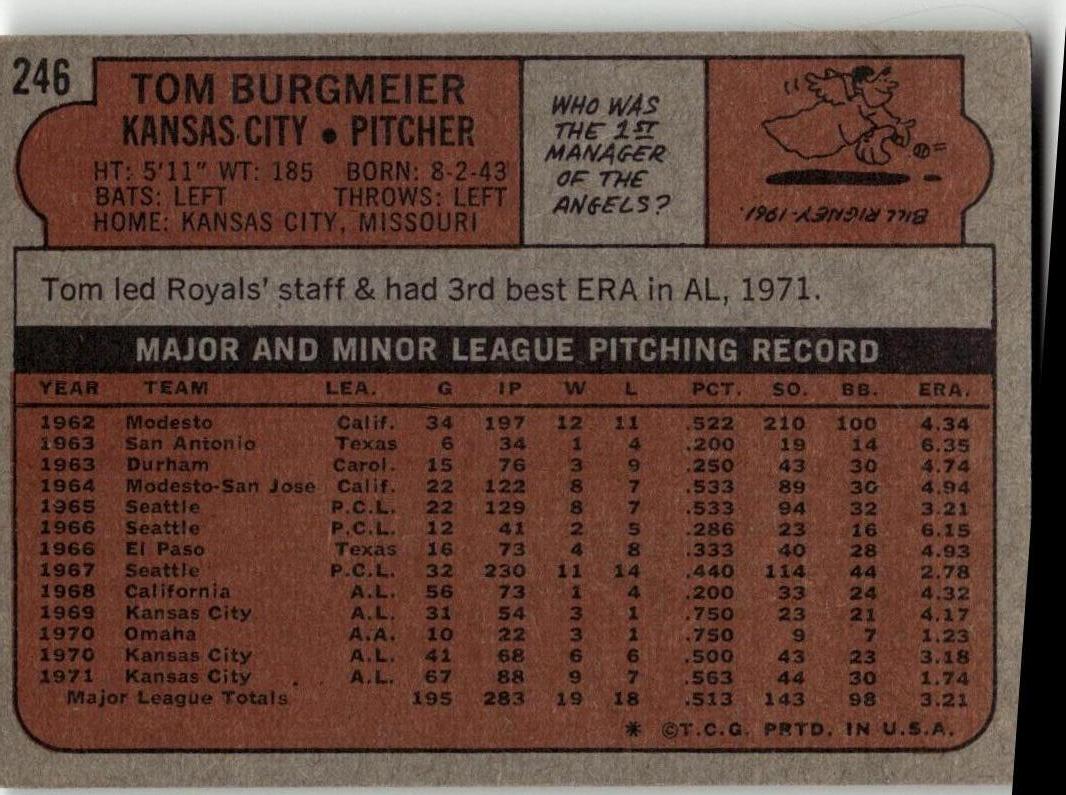 246
TOM BURGMEIER
KANSAS CITY • PITCHER
HT: 5'11" WT: 185 BORN: 8-2-43
BATS: LEFT THROWS: LEFT
HOME: KANSAS CITY, MISSOURI
WHO WAS
THE 1ST
MANAGER
OF THE
ANGELS?
BILL RIGNEY-1961.
Tom led Royals' staff & had 3rd best ERA in AL, 1971.
MAJOR AND MINOR LEAGUE PITCHING RECORD
YEAR TEAM LEA. G IP W L PCT. SO. BB. ERA.
1962 Modesto Calif. 34 197 12 11 .522 210 100 4.34
1963 San Antonio Texas 6 34 1 4 .200 19 14 6.35
1963 Durham Carol. 15 76 3 9 .250 43 30 4.74
1964 Modesto-San Jose Calif. 22 122 8 7 .533 89 30 4.94
1965 Seattle P.C.L. 22 129 8 7 .533 94 32 3.21
1966 Seattle P.C.L. 12 41 2 5 .286 23 16 6.15
1966 El Paso Texas 16 73 4 8 .333 40 28 4.93
1967 Seattle P.C.L. 32 230 11 14 .440 114 44 2.78
1968 California A.L. 56 73 1 4 .200 33 24 4.32
1969 Kansas City A.L. 31 54 3 1 .750 23 21 4.17
1970 Omaha A.A. 10 22 3 1 .750 9 7 1.23
1970 Kansas City A.L. 41 68 6 6 .500 43 23 3.18
1971 Kansas City A.L. 67 88 9 7 .563 44 30 1.74
Major League Totals 195 283 19 18 .513 143 98 3.21
* ©T.C.G. PRTD. IN U.S.A.